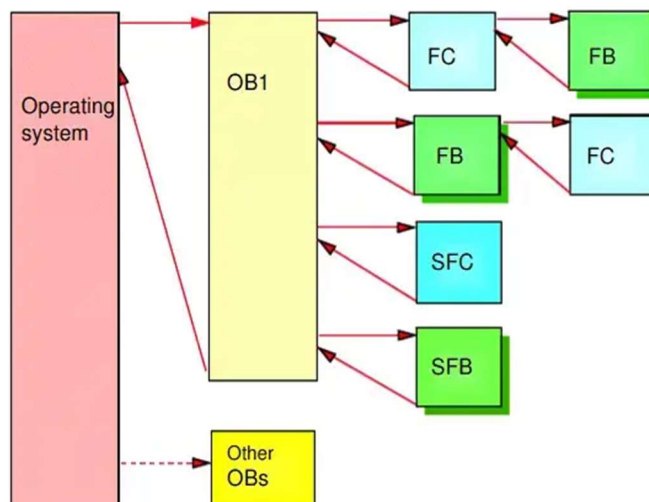 Operating
system
OB1
FC
FB
FB
FC
SFC
SFB
Other
OBs